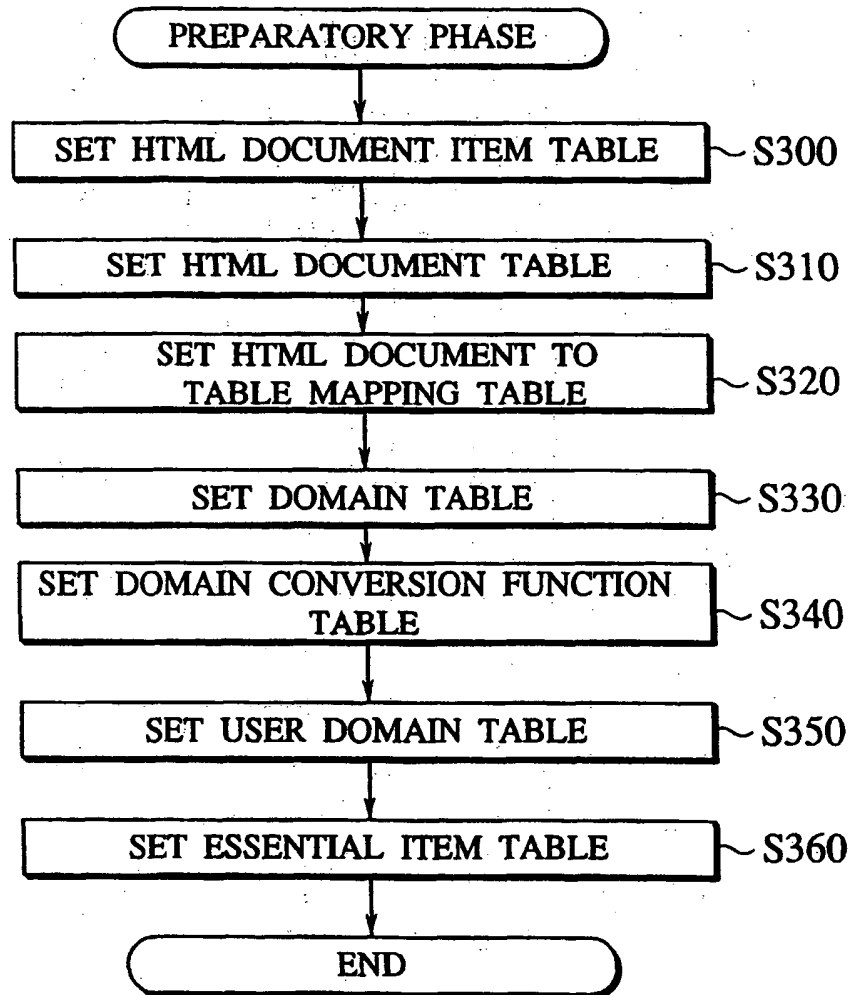 PREPARATORY PHASE
SET HTML DOCUMENT ITEM TABLE
S300
SET HTML DOCUMENT TABLE
S310
SET HTML DOCUMENT TO
TABLE MAPPING TABLE
S320
SET DOMAIN TABLE
S330
SET DOMAIN CONVERSION FUNCTION
TABLE
S340
SET USER DOMAIN TABLE
S350
SET ESSENTIAL ITEM TABLE
S360
END